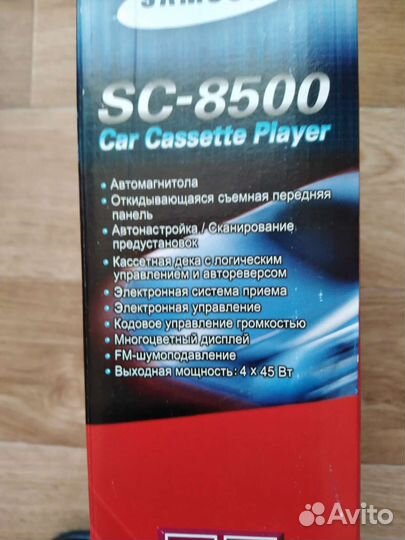 SAMSU
SC-8500
Car Cassette Player
• Автомагнитола
• Откидывающаяся съемная передняя
панель
• Автонастройка / Сканирование
предустановок
• Кассетная дека с логическим
управлением и автореверсом
• Электронная система приема
• Электронная управление
• Кодовое управление громкостью
• Многоцветный дисплей
• FM-шумоподавление
• Выходная мощность: 4 x 45 Вт
Avito